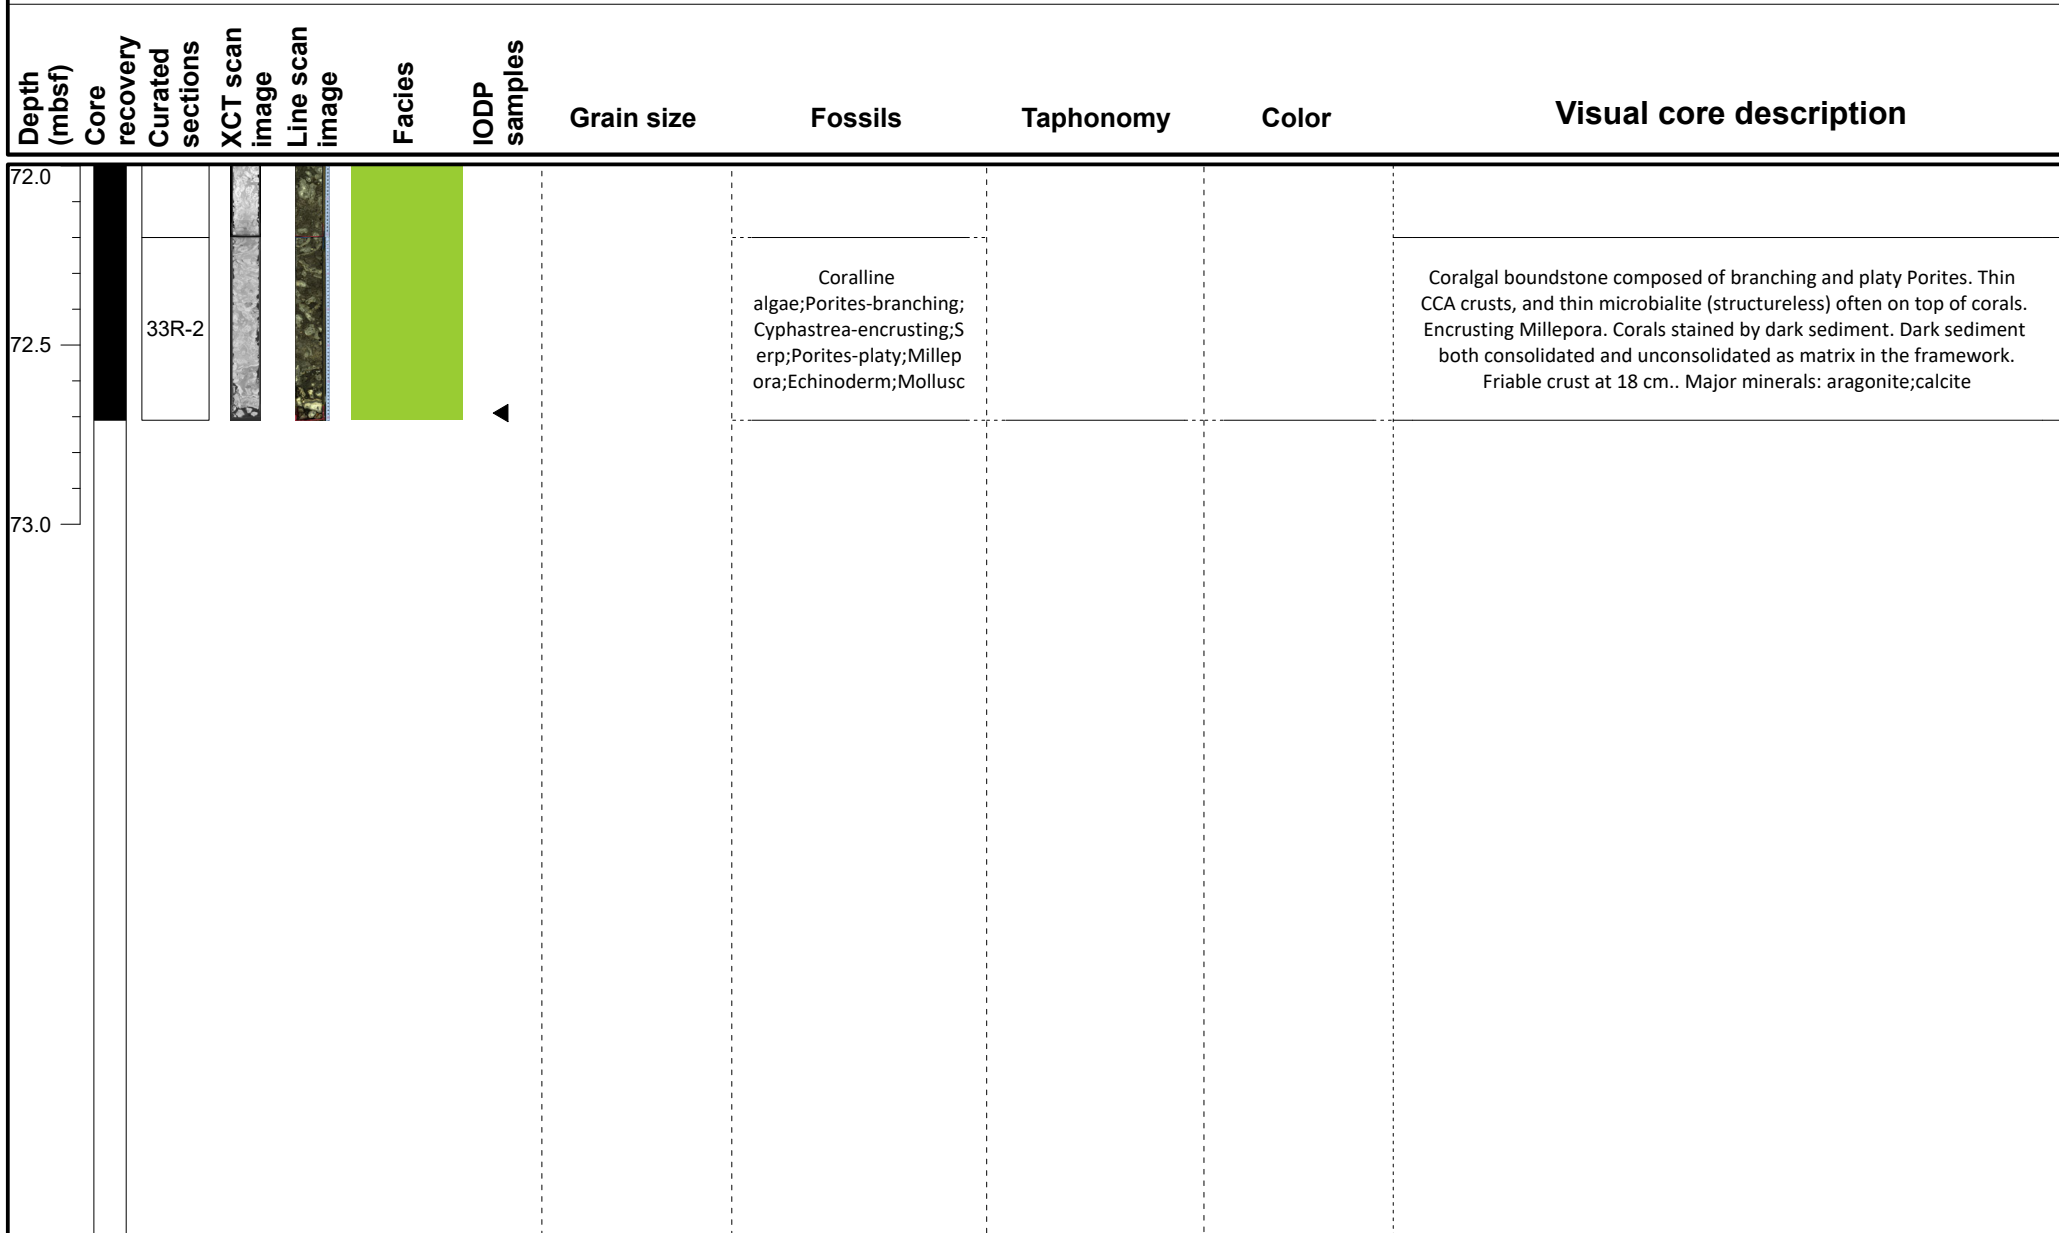 Depth
(mbsf)
Core
recovery
Curated
sections
XCT scan
image
Line scan
image
Facies
IODP
samples
Grain size
Fossils
Taphonomy
Color
Visual core description
72.0
72.5
73.0
33R-2
Coralline
algae;Porites-branching;
Cyphastrea-encrusting;S
erp;Porites-platy;Millep
ora;Echinoderm;Mollusc
Coralgal boundstone composed of branching and platy Porites. Thin
CCA crusts, and thin microbialite (structureless) often on top of corals.
Encrusting Millepora. Corals stained by dark sediment. Dark sediment
both consolidated and unconsolidated as matrix in the framework.
Friable crust at 18 cm.. Major minerals: aragonite;calcite